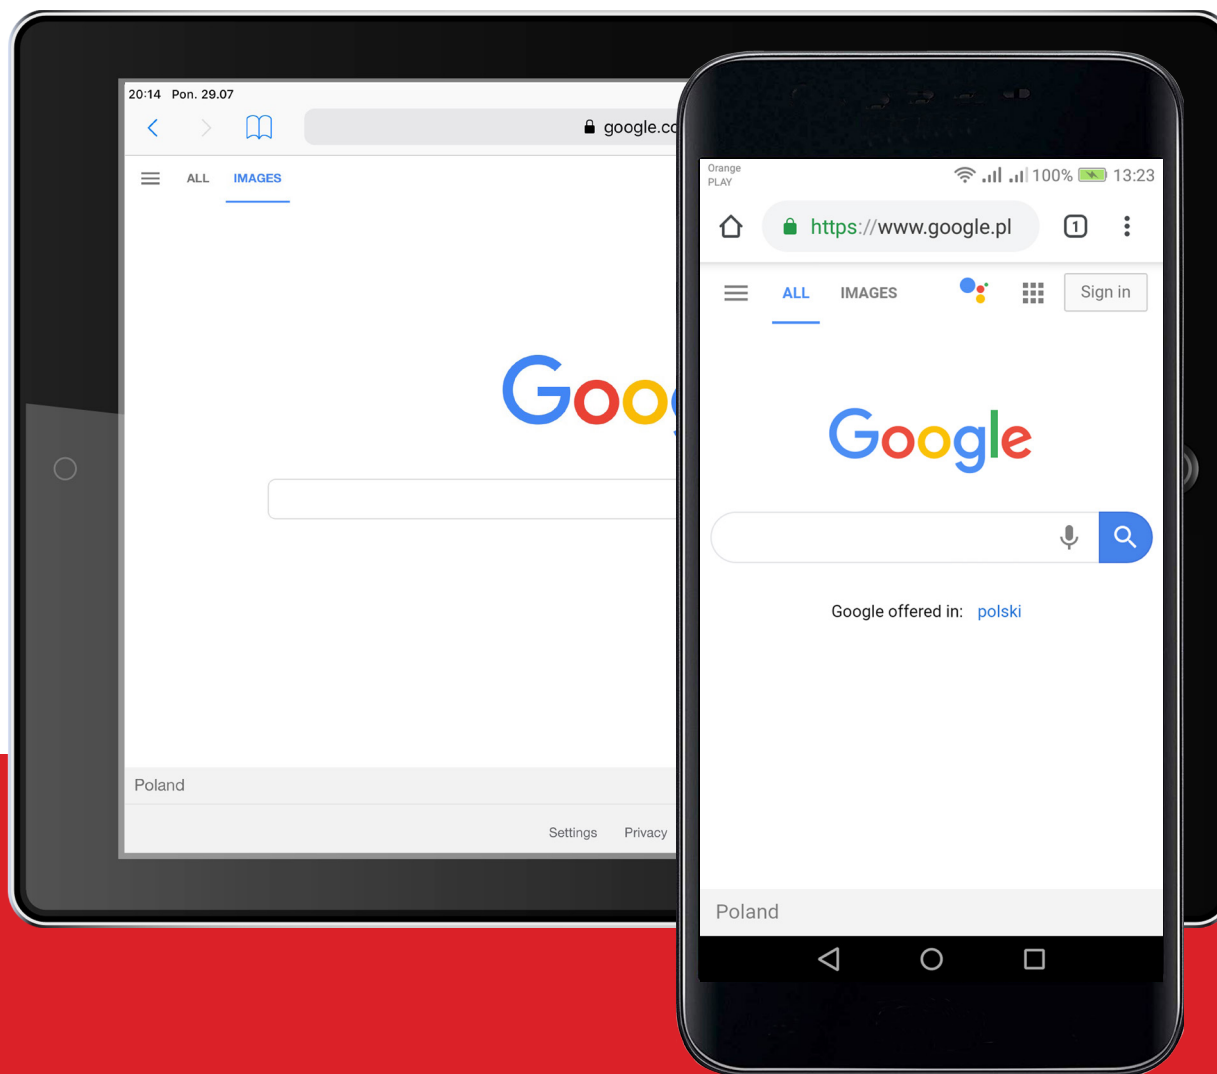 20:14 Pon. 29.07
google.co
ALL IMAGES
Goog
Poland
Settings Privacy
Orange
PLAY
100% 13:23
https://www.google.pl
1
ALL IMAGES
Sign in
Google
Google offered in: polski
Poland